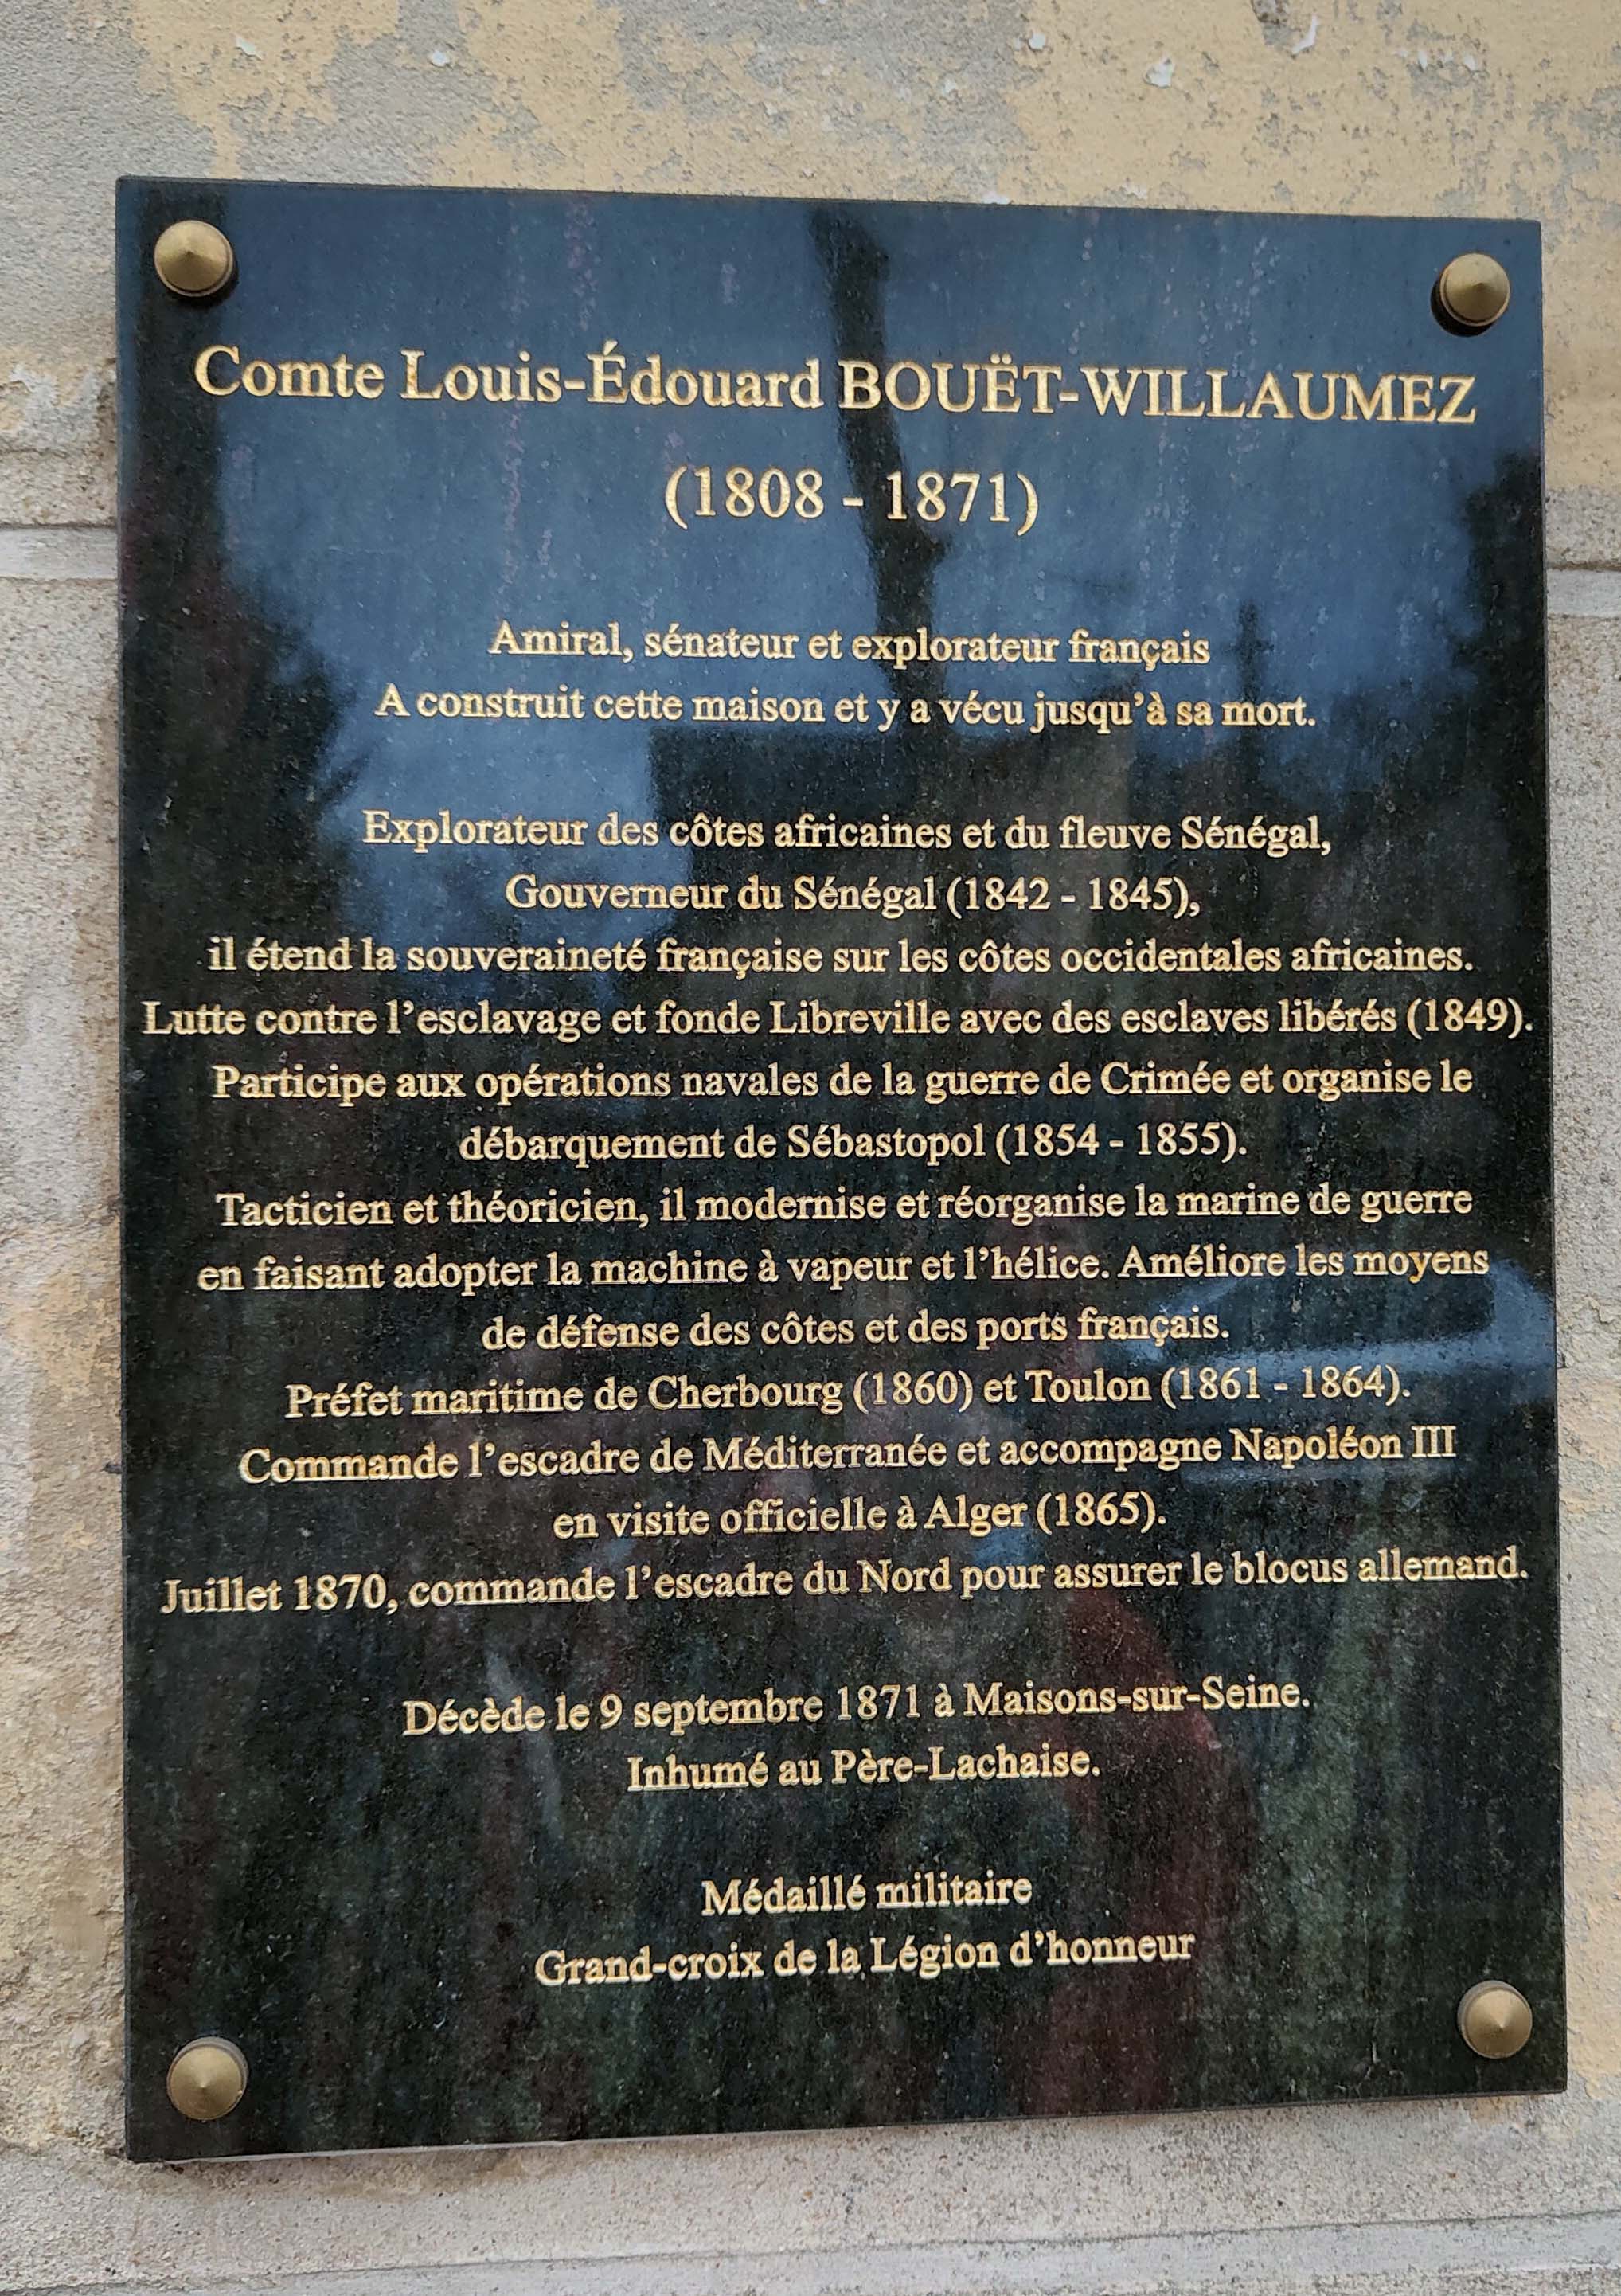 Comte Louis-Édouard BOUËT-WILLAUMEZ
(1808 - 1871)
Amiral, sénateur et explorateur français
A construit cette maison et y a vécu jusqu'à sa mort.
Explorateur des côtes africaines et du fleuve Sénégal,
Gouverneur du Sénégal (1842 - 1845),
il étend la souveraineté française sur les côtes occidentales africaines.
Lutte contre l'esclavage et fonde Libreville avec des esclaves libérés (1849).
Participe aux opérations navales de la guerre de Crimée et organise le
débarquement de Sébastopol (1854 - 1855).
Tacticien et théoricien, il modernise et réorganise la marine de guerre
en faisant adopter la machine à vapeur et l'hélice. Améliore les moyens
de défense des côtes et des ports français.
Préfet maritime de Cherbourg (1860) et Toulon (1861 - 1864).
Commande l'escadre de Méditerranée et accompagne Napoléon III
en visite officielle à Alger (1865).
Juillet 1870, commande l'escadre du Nord pour assurer le blocus allemand.
Décède le 9 septembre 1871 à Maisons-sur-Seine.
Inhumé au Père-Lachaise.
Médaillé militaire
Grand-croix de la Légion d'honneur